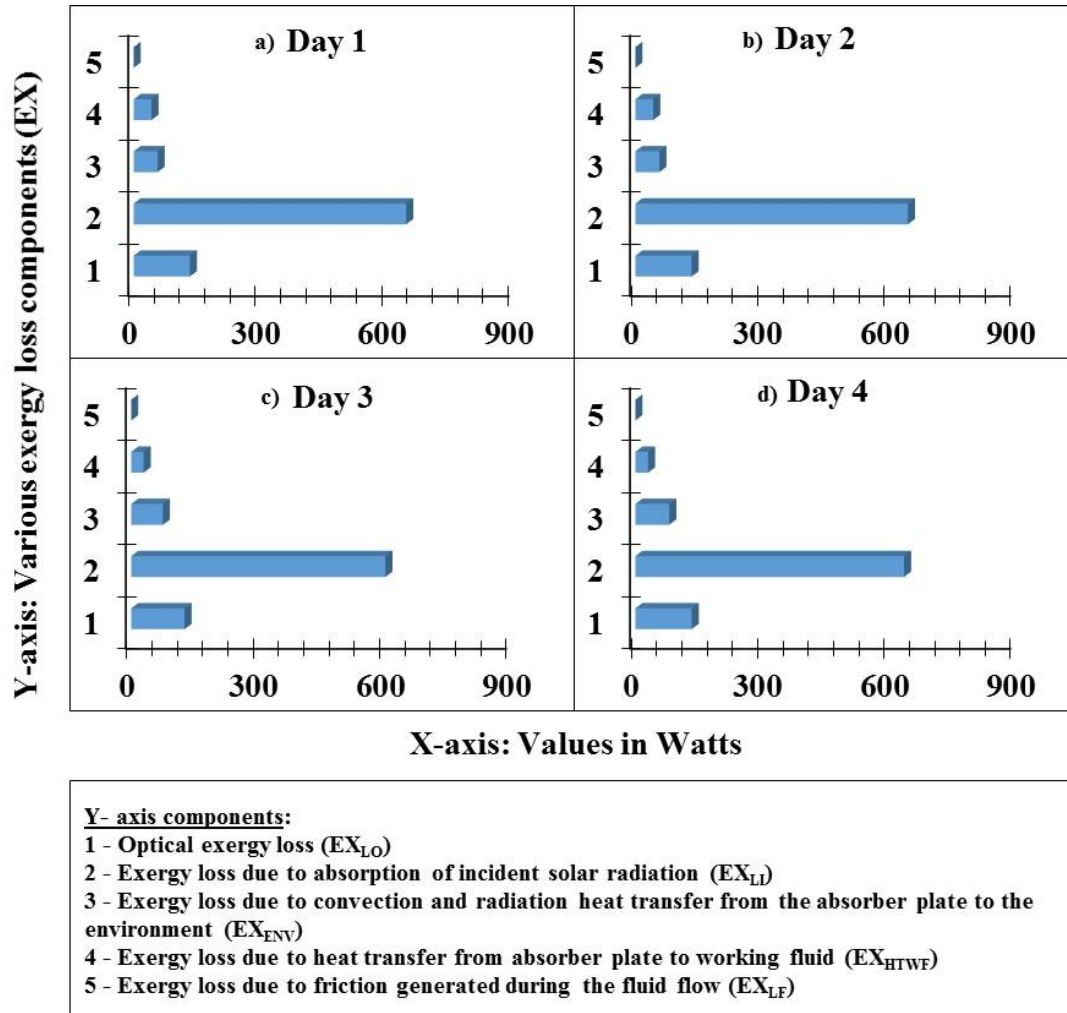 Y-axis: Various exergy loss components (EX)
a) Day 1
5
4
3
2
1
0 300 600 900
b) Day 2
5
4
3
2
1
0 300 600 900
c) Day 3
5
4
3
2
1
0 300 600 900
d) Day 4
5
4
3
2
1
0 300 600 900
X-axis: Values in Watts
Y- axis components:
1 - Optical exergy loss (EX_LO)
2 - Exergy loss due to absorption of incident solar radiation (EX_LI)
3 - Exergy loss due to convection and radiation heat transfer from the absorber plate to the
environment (EX_ENV)
4 - Exergy loss due to heat transfer from absorber plate to working fluid (EX_HTWF)
5 - Exergy loss due to friction generated during the fluid flow (EX_LF)